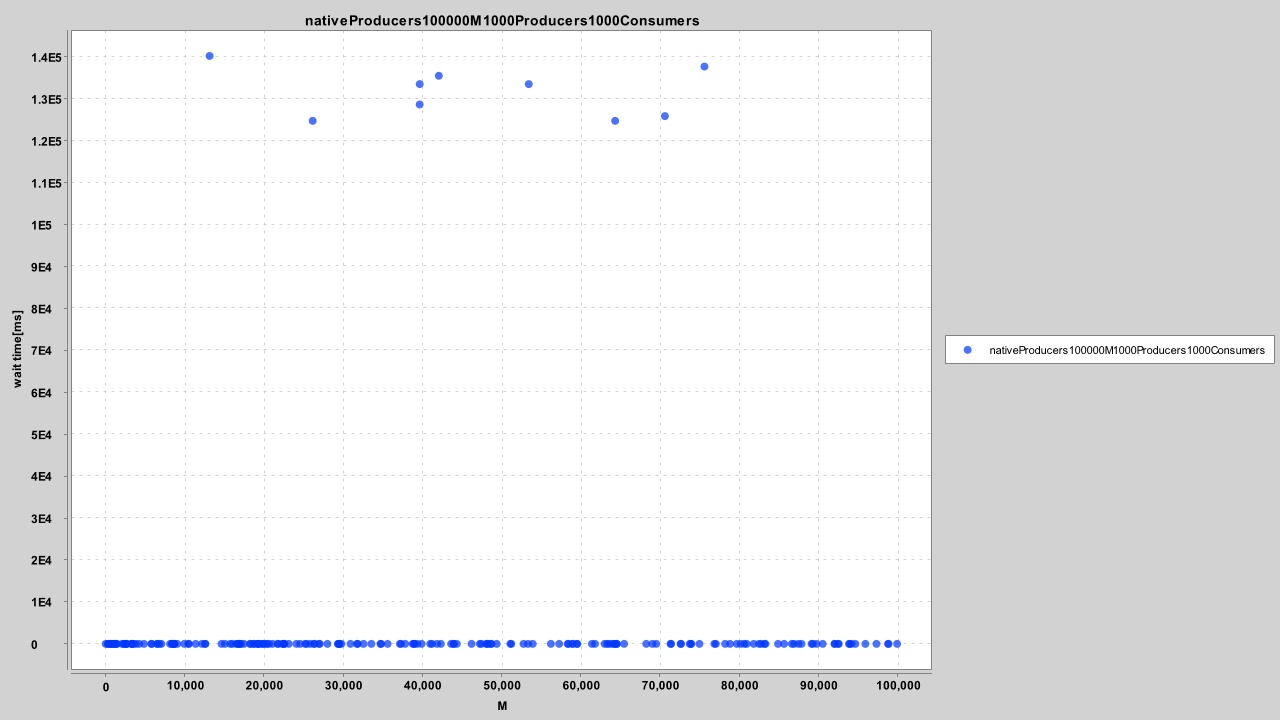 nativeProducers100000M1000Producers1000Consumers
1.4E5
1.3E5
1.2E5
1.1E5
1E5
9E4
8E4
7E4
6E4
5E4
4E4
3E4
2E4
1E4
0
wait time[ms]
0 10,000 20,000 30,000 40,000 50,000 60,000 70,000 80,000 90,000 100,000
M
nativeProducers100000M1000Producers1000Consumers